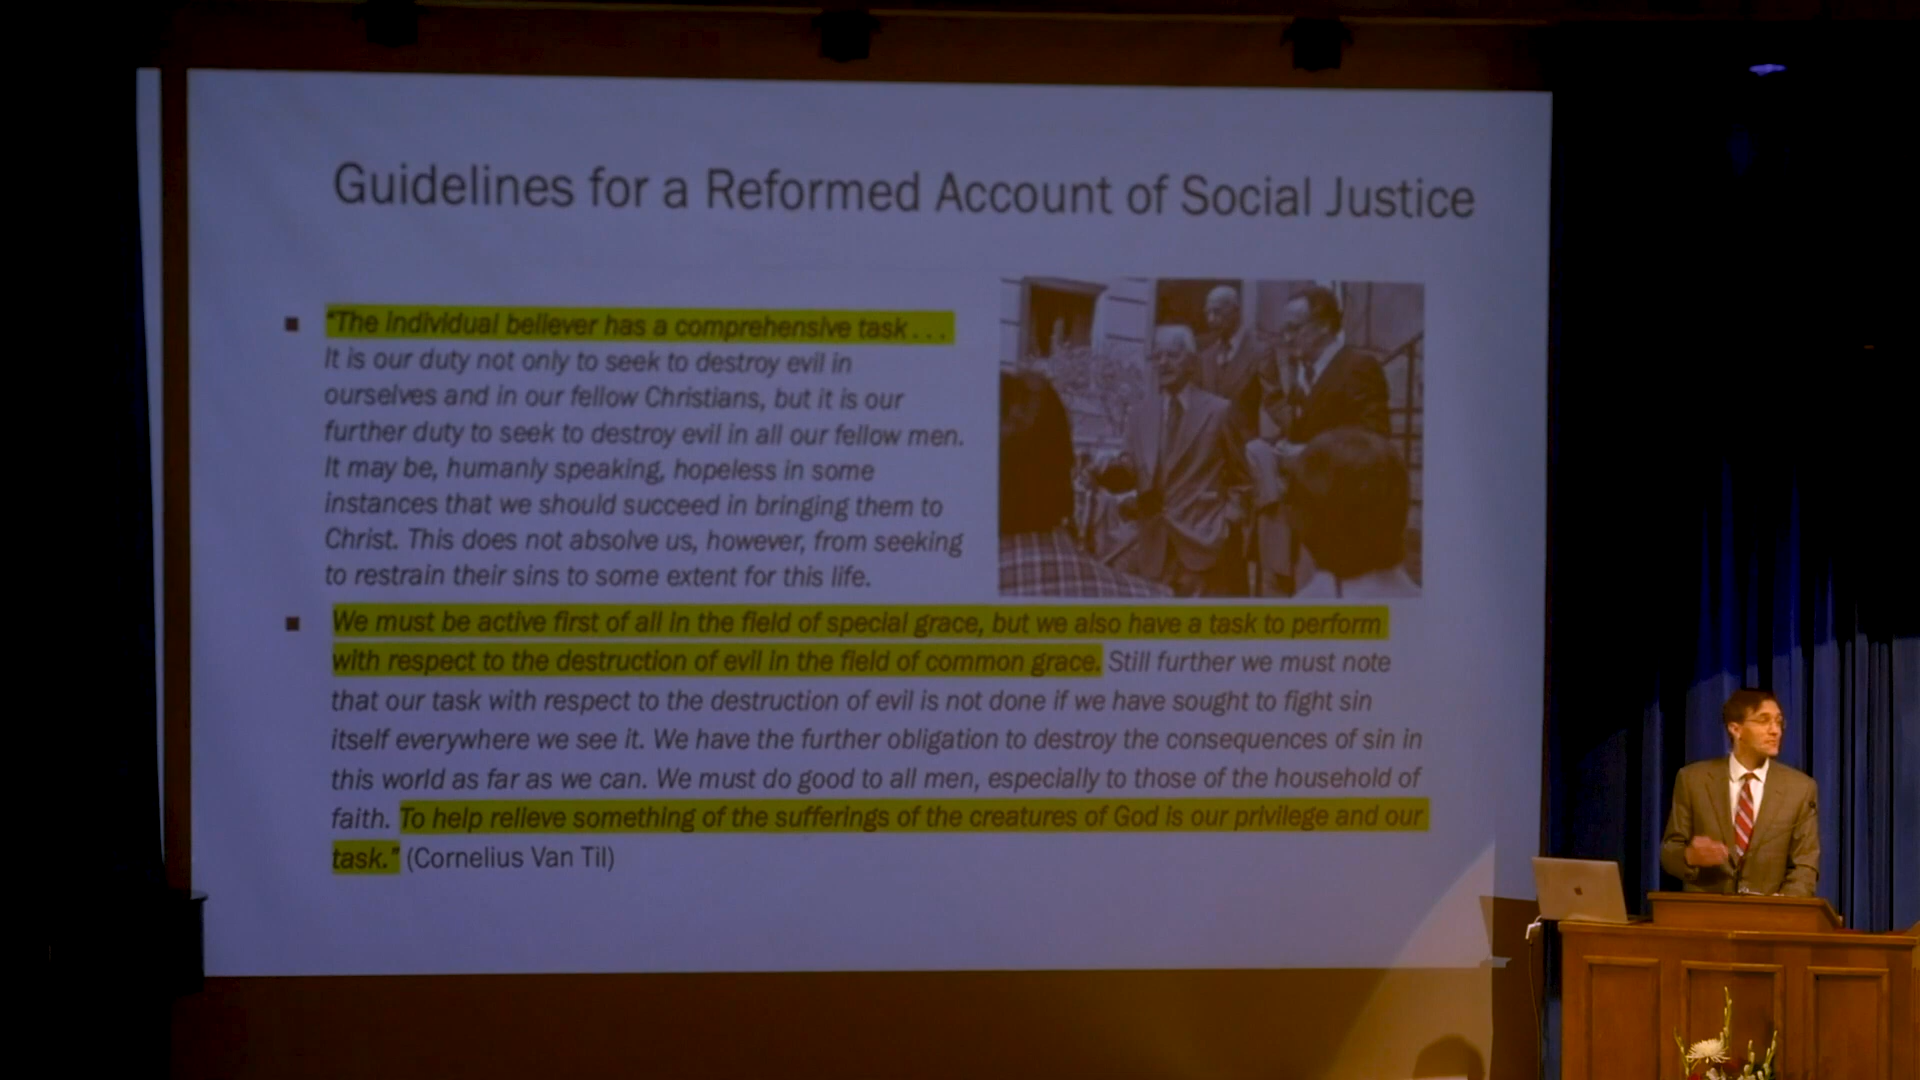 Guidelines for a Reformed Account of Social Justice
▪ “The individual believer has a comprehensive task . . .
It is our duty not only to seek to destroy evil in
ourselves and in our fellow Christians, but it is our
further duty to seek to destroy evil in all our fellow men.
It may be, humanly speaking, hopeless in some
instances that we should succeed in bringing them to
Christ. This does not absolve us, however, from seeking
to restrain their sins to some extent for this life.
▪ We must be active first of all in the field of special grace, but we also have a task to perform
with respect to the destruction of evil in the field of common grace. Still further we must note
that our task with respect to the destruction of evil is not done if we have sought to fight sin
itself everywhere we see it. We have the further obligation to destroy the consequences of sin in
this world as far as we can. We must do good to all men, especially to those of the household of
faith. To help relieve something of the sufferings of the creatures of God is our privilege and our
task.” (Cornelius Van Til)